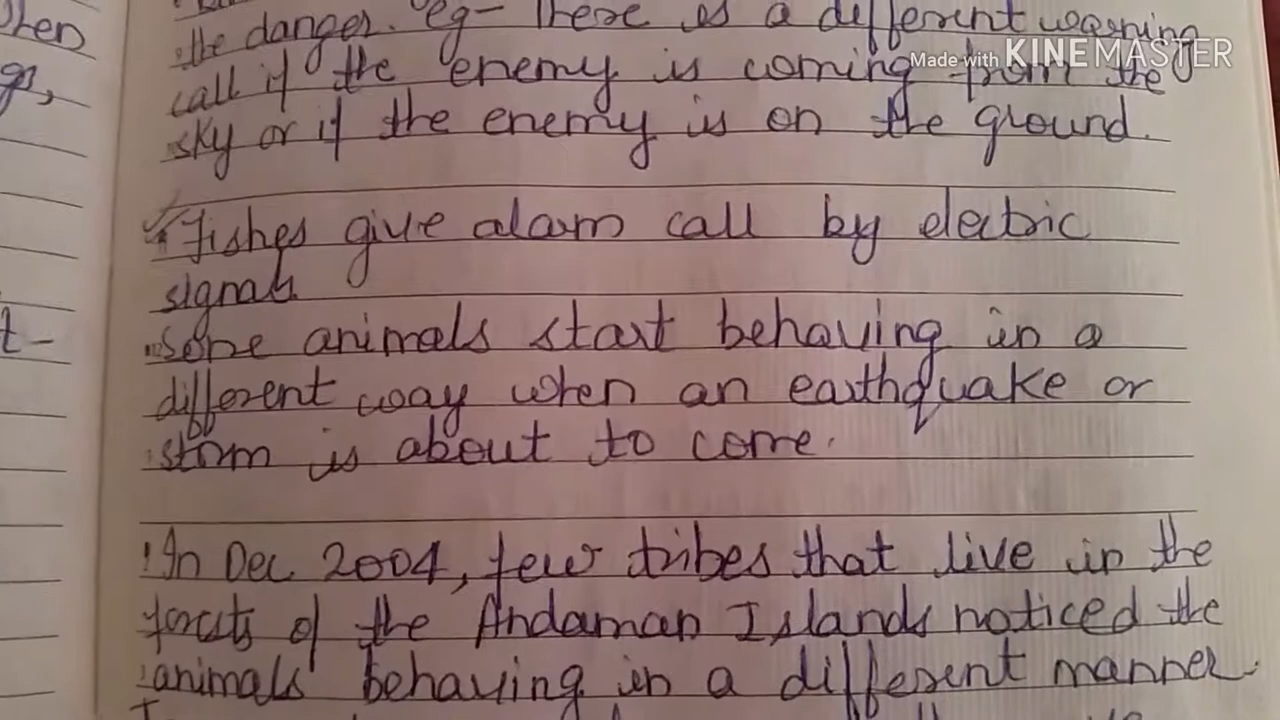 then
the danger. eg- There is a different warning
Made with KINEMASTER
call if the enemy is coming from the
sky or if the enemy is on the ground.
Fishes give alarm call by electric
signals.
t-
Some animals start behaving in a
different way when an earthquake or
storm is about to come.
In Dec. 2004, few tribes that live in the
forests of the Andaman Islands noticed the
animals behaving in a different manner.